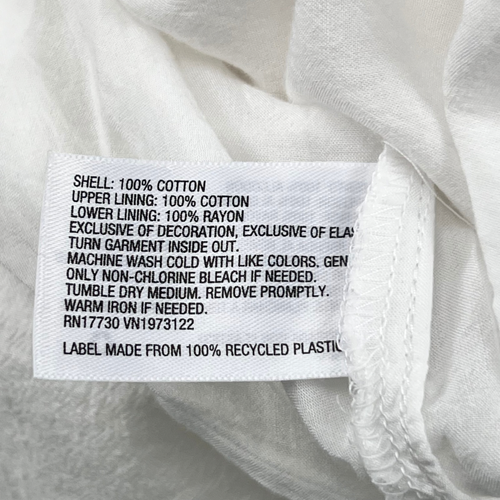 SHELL: 100% COTTON
UPPER LINING: 100% COTTON
LOWER LINING: 100% RAYON
EXCLUSIVE OF DECORATION, EXCLUSIVE OF ELAS
TURN GARMENT INSIDE OUT.
MACHINE WASH COLD WITH LIKE COLORS. GEN
ONLY NON-CHLORINE BLEACH IF NEEDED.
TUMBLE DRY MEDIUM. REMOVE PROMPTLY.
WARM IRON IF NEEDED.
RN17730 VN1973122
LABEL MADE FROM 100% RECYCLED PLASTIC